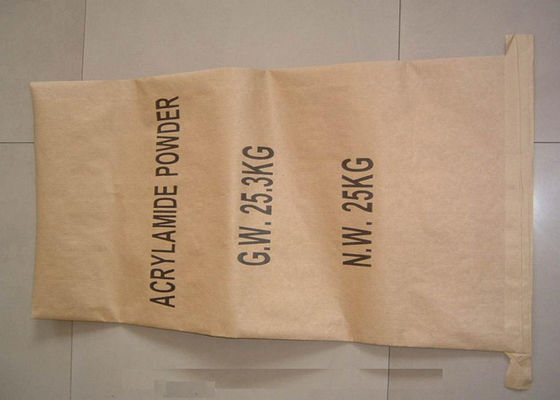 ACRYLAMIDE POWDER
G.W. 25.3KG
N.W. 25KG